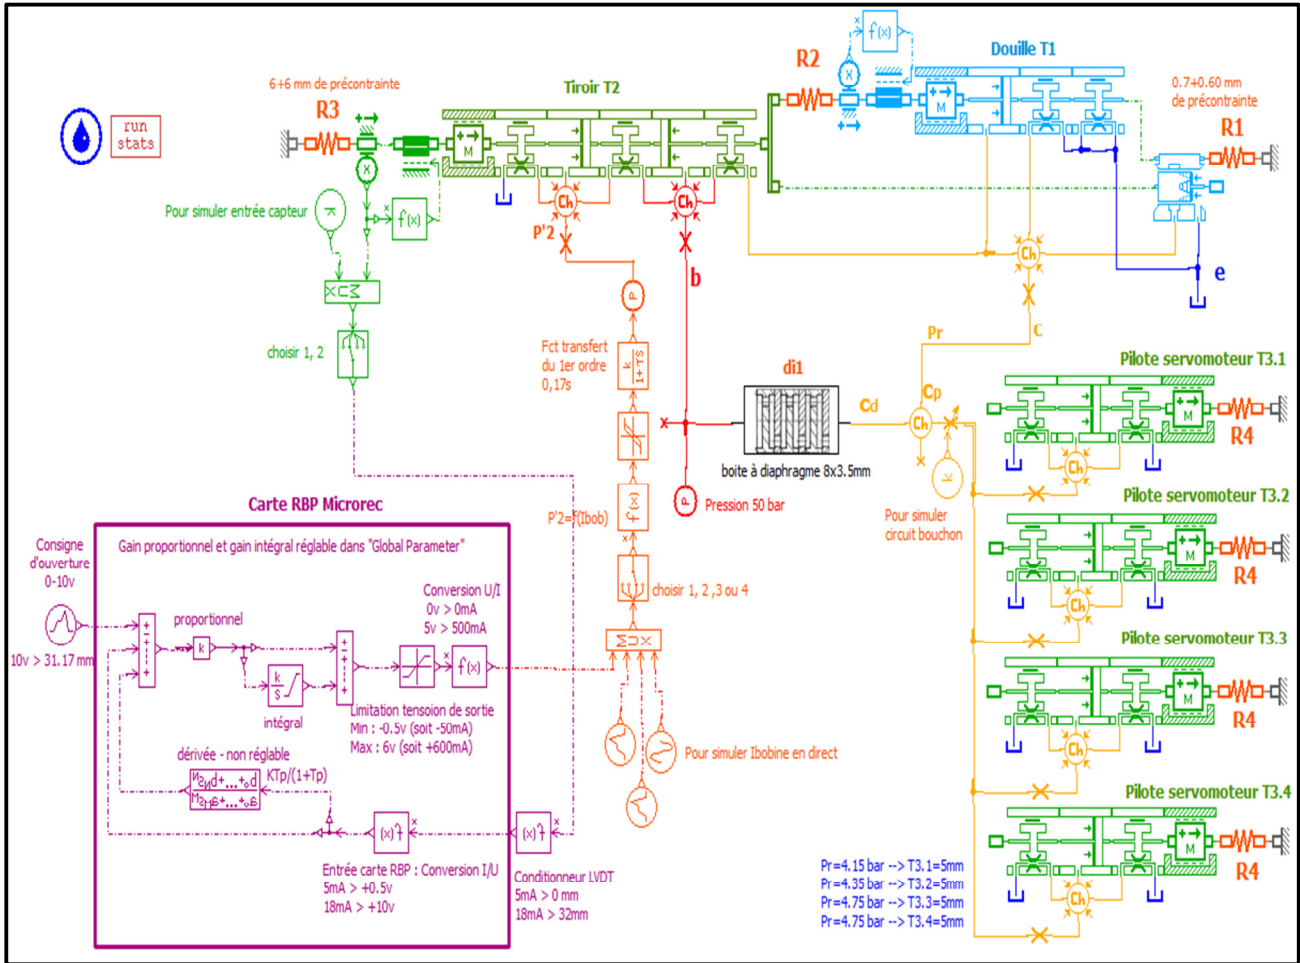 Douille T1
6+6 mm de précontrainte
R3
Tiroir T2
R2
f(x)
x
0.7+0.60 mm
de précontrainte
R1
run
stats
M
M
Pour simuler entrée capteur
K
x
f(x)
Ch
Ch
P'2
Ch
b
e
MUX
P
choisir 1, 2
Fct transfert
du 1er ordre
0,17s
k
1+TS
Pr
C
di1
Cd
Cp
Ch
boite à diaphragme 8x3.5mm
k
Pour simuler
circuit bouchon
P
Pression 50 bar
P'2=f(Ibob)
f(x)
x
choisir 1, 2 ,3 ou 4
MUX
Pour simuler Ibobine en direct
Pilote servomoteur T3.1
M
R4
Ch
Pilote servomoteur T3.2
M
R4
Ch
Pilote servomoteur T3.3
M
R4
Ch
Pilote servomoteur T3.4
M
R4
Ch
Pr=4.15 bar --> T3.1=5mm
Pr=4.35 bar --> T3.2=5mm
Pr=4.75 bar --> T3.3=5mm
Pr=4.75 bar --> T3.4=5mm
Carte RBP Microrec
Consigne
d'ouverture
0-10v
10v > 31.17 mm
Gain proportionnel et gain intégral réglable dans "Global Parameter"
proportionnel
k
k
s
intégral
Conversion U/I
0v > 0mA
5v > 500mA
x
f(x)
Limitation tensoion de sortie
Min : -0.5v (soit -50mA)
Max : 6v (soit +600mA)
dérivée - non réglable
KTp/(1+Tp)
f(x)
x
f(x)
x
Entrée carte RBP : Conversion I/U
5mA > +0.5v
18mA > +10v
Conditionneur LVDT
5mA > 0 mm
18mA > 32mm